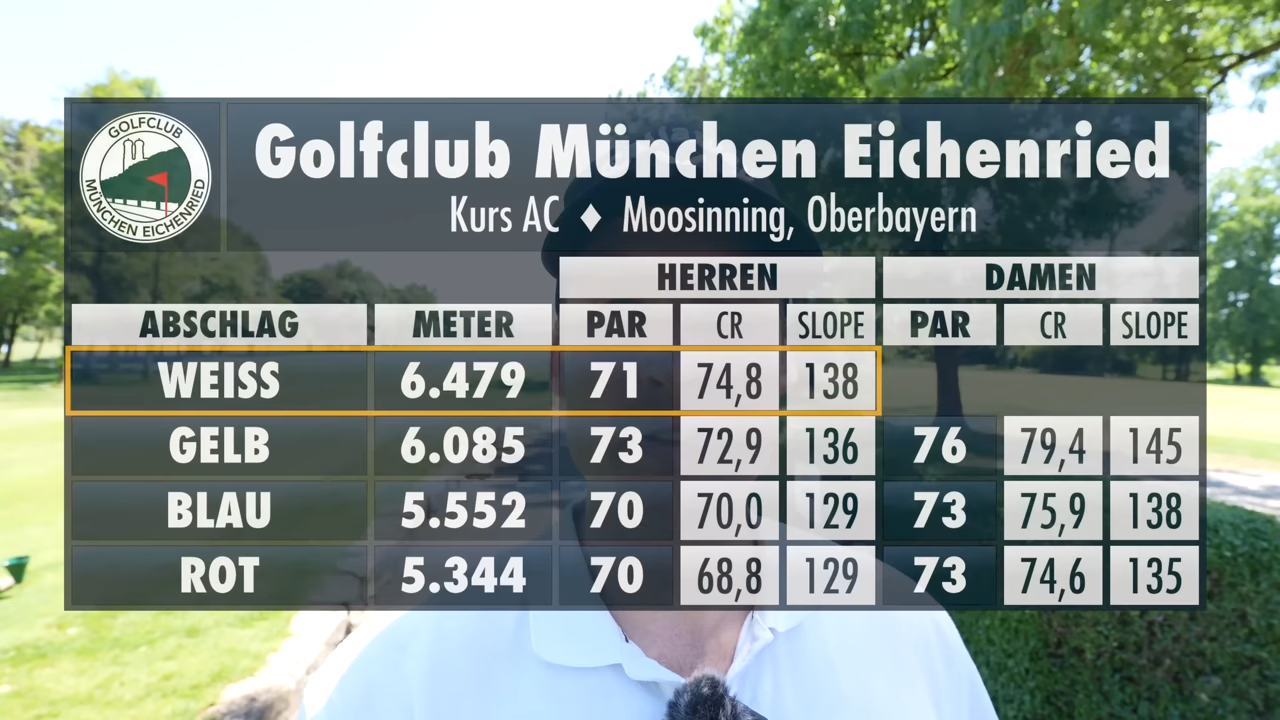 GOLFCLUB
MÜNCHEN EICHENRIED
Golfclub München Eichenried
Kurs AC ♦ Moosinning, Oberbayern
HERREN DAMEN
ABSCHLAG METER PAR CR SLOPE PAR CR SLOPE
WEISS 6.479 71 74,8 138
GELB 6.085 73 72,9 136 76 79,4 145
BLAU 5.552 70 70,0 129 73 75,9 138
ROT 5.344 70 68,8 129 73 74,6 135